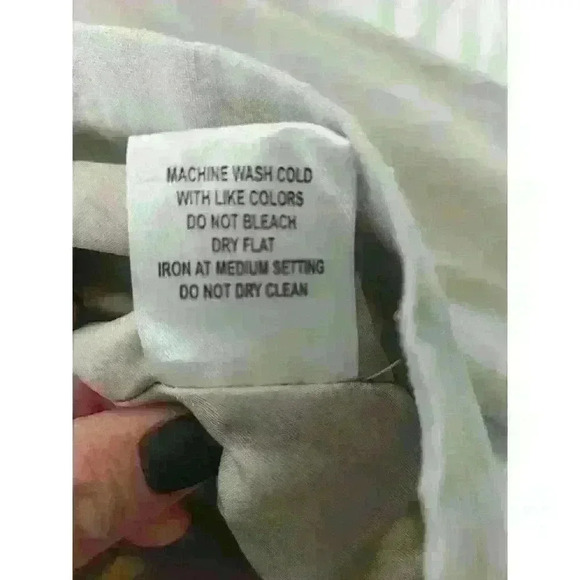 MACHINE WASH COLD
WITH LIKE COLORS
DO NOT BLEACH
DRY FLAT
IRON AT MEDIUM SETTING
DO NOT DRY CLEAN